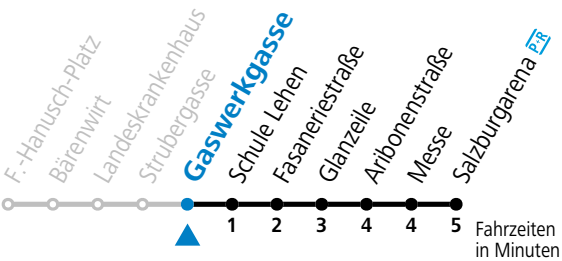 F.-Hanusch-Platz
Bärenwirt
Landeskrankenhaus
Strubergasse
Gaswerkgasse
Schule Lehen
Fasaneriestraße
Glanzeile
Aribonenstraße
Messe
Salzburgarena P+R
1 2 3 4 4 5
Fahrzeiten
in Minuten